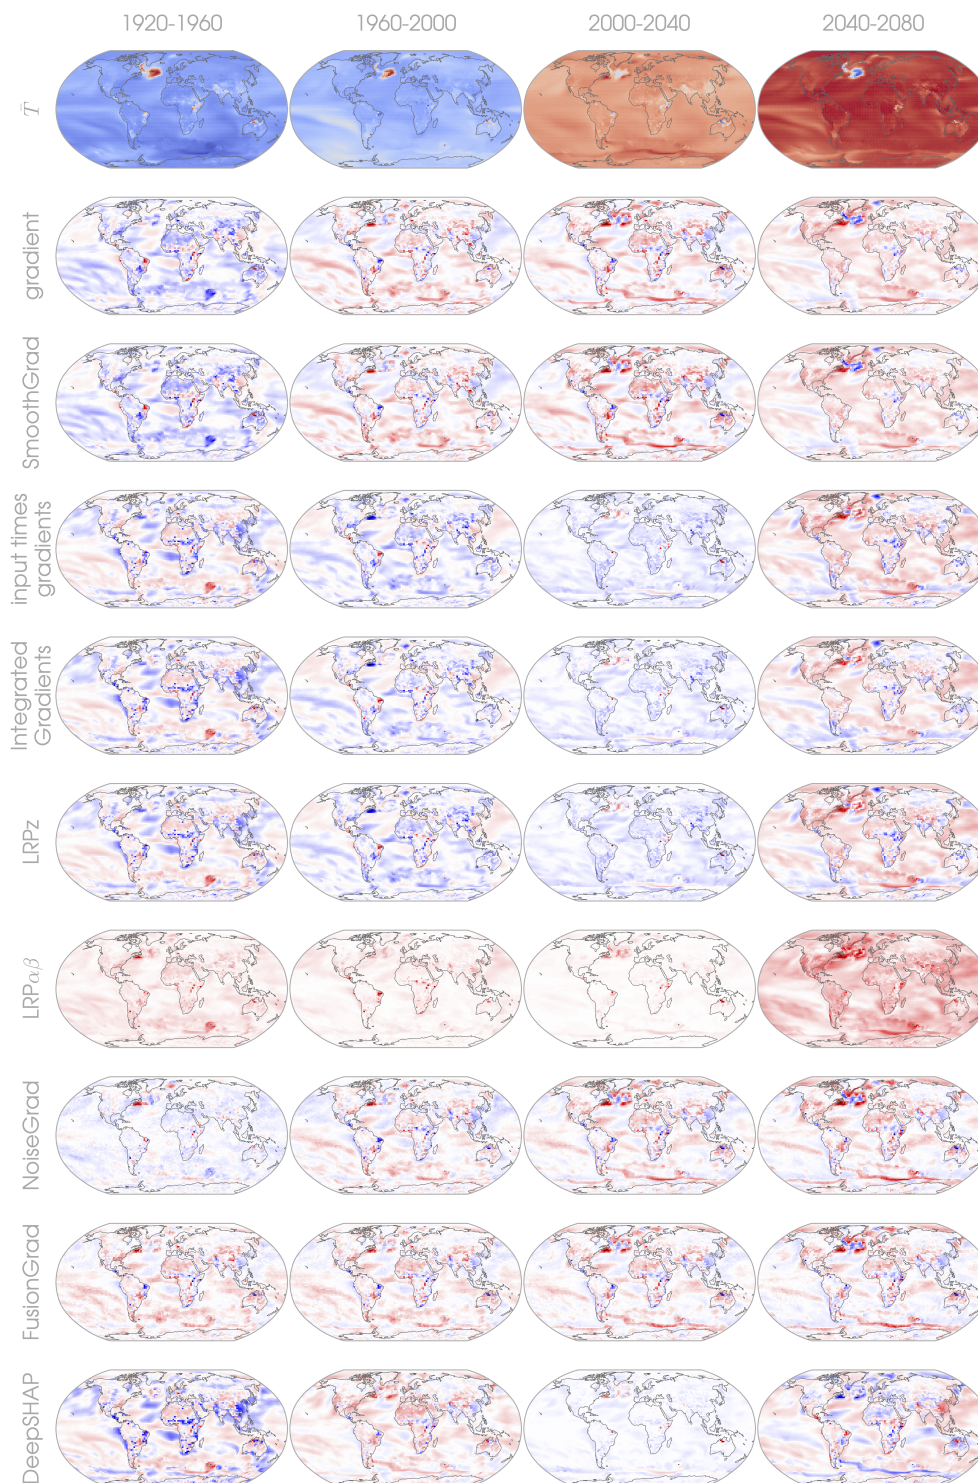 1920-1960 1960-2000 2000-2040 2040-2080
T̄
gradient
SmoothGrad
input times
gradients
Integrated
Gradients
LRPz
LRPαβ
NoiseGrad
FusionGrad
DeepSHAP